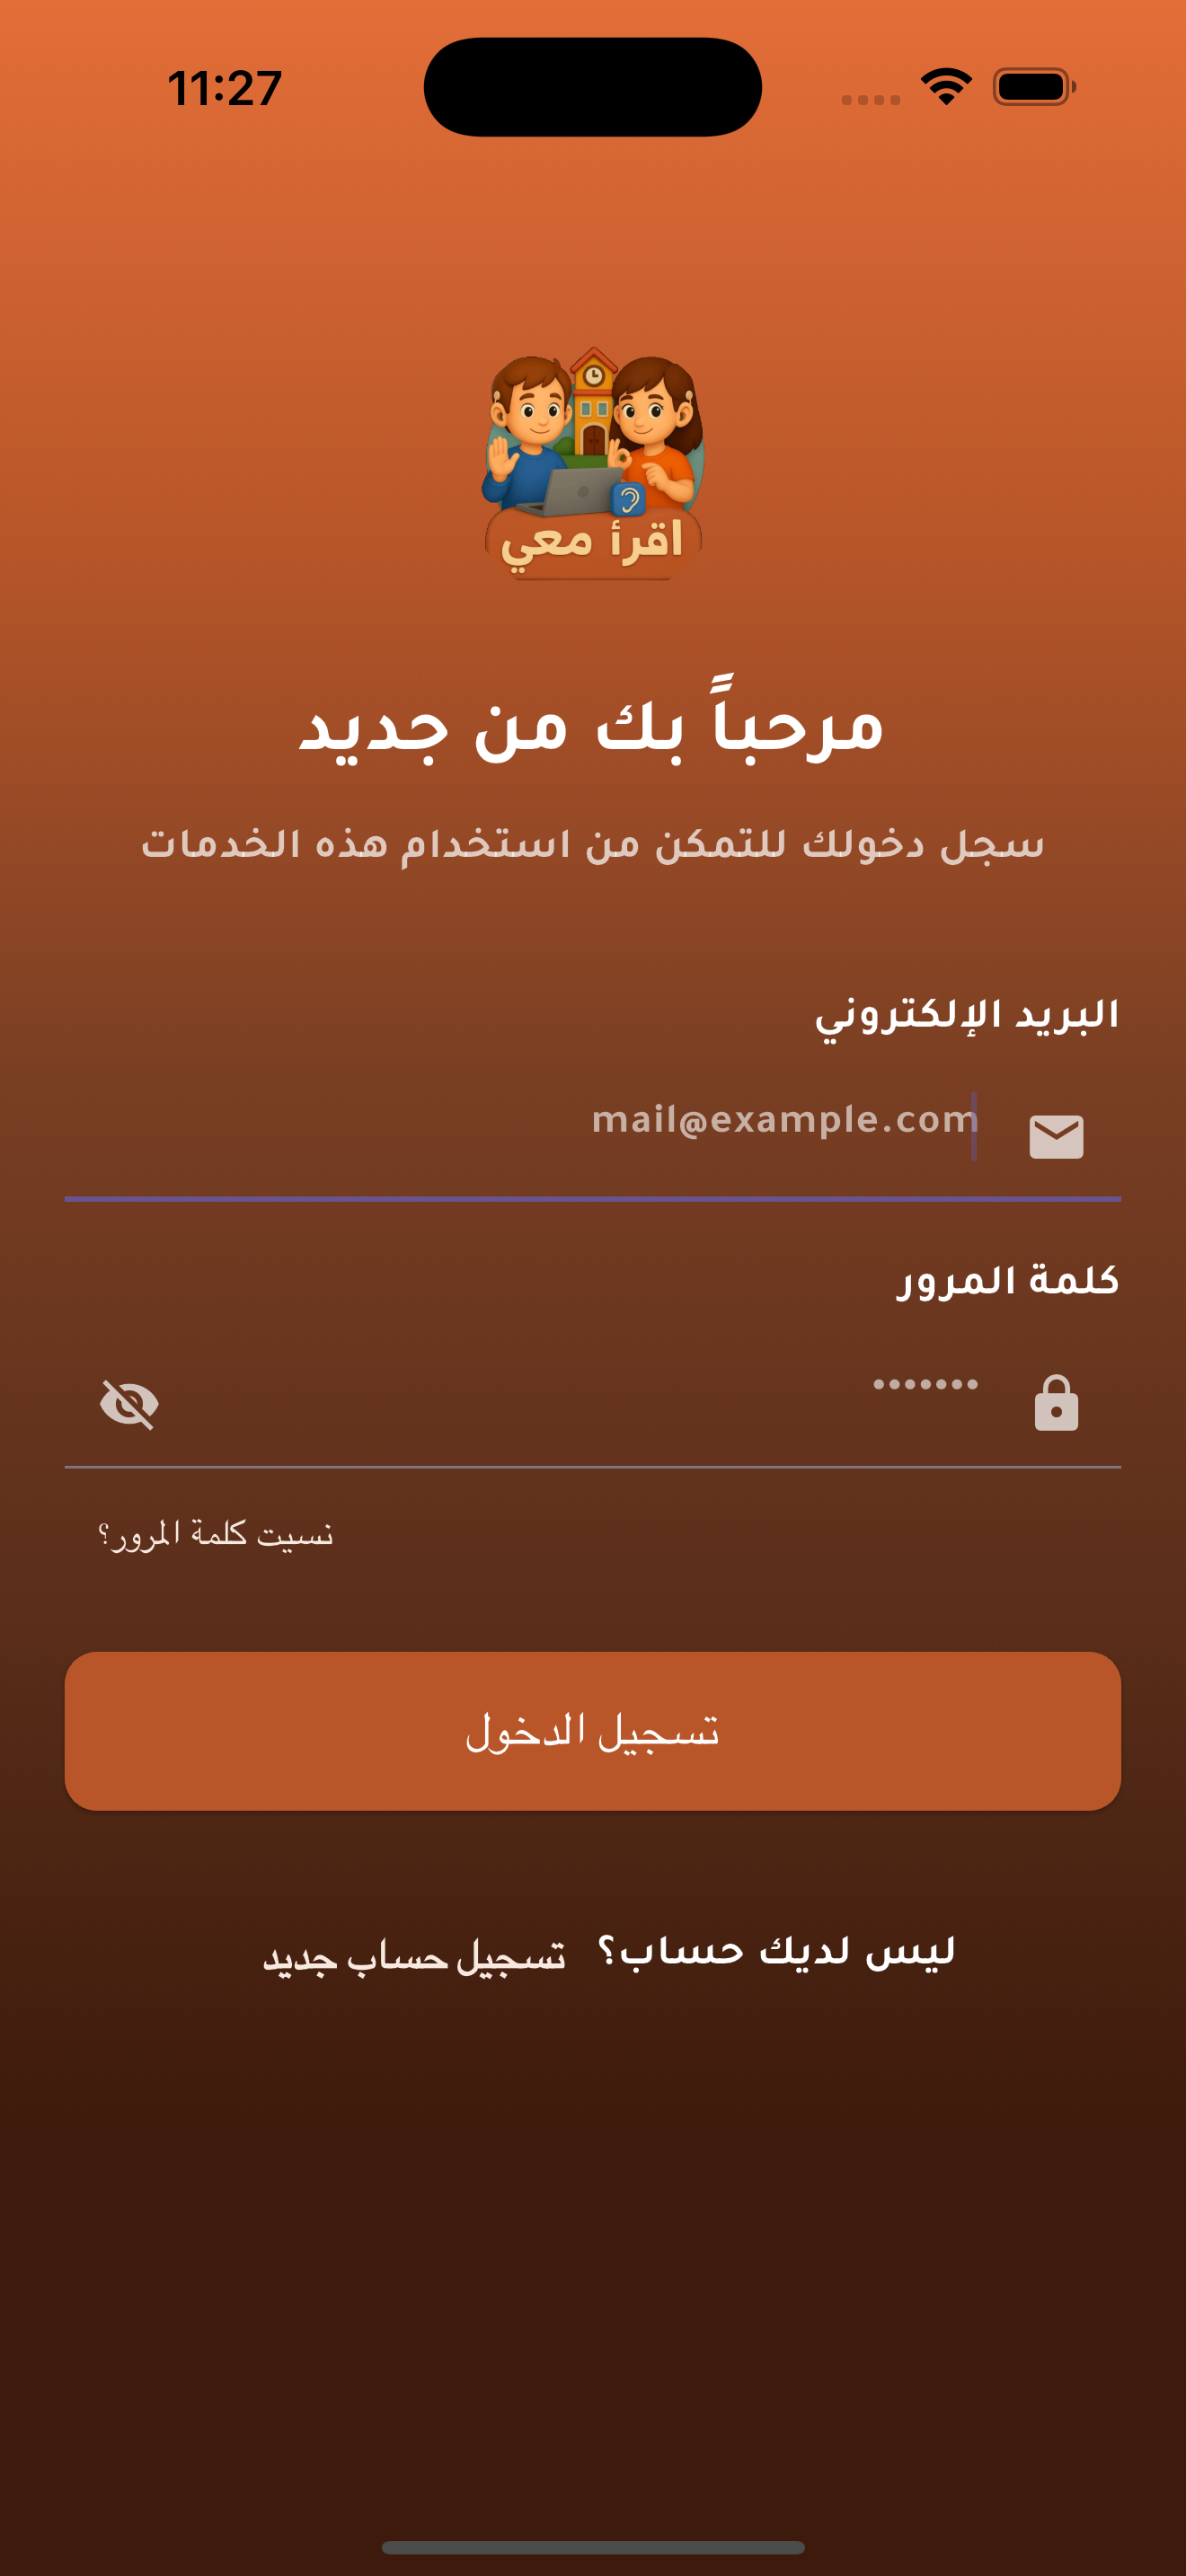 11:27
اقرأ معي
مرحباً بك من جديد
سجل دخولك للتمكن من استخدام هذه الخدمات
البريد الإلكتروني
mail@example.com
كلمة المرور
•••••••
نسيت كلمة المرور؟
تسجيل الدخول
ليس لديك حساب؟ تسجيل حساب جديد